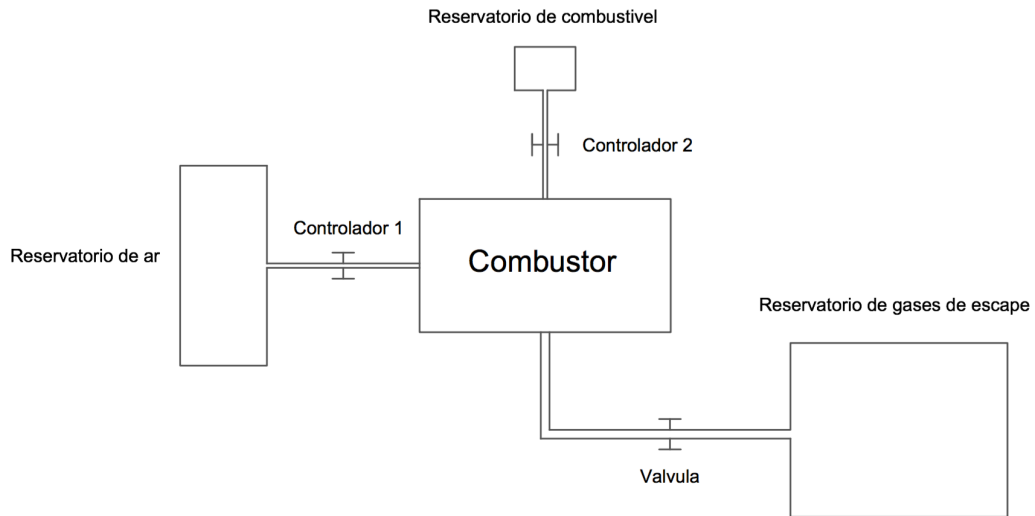 Reservatorio de combustivel
Controlador 2
Controlador 1
Reservatorio de ar
Combustor
Reservatorio de gases de escape
Valvula